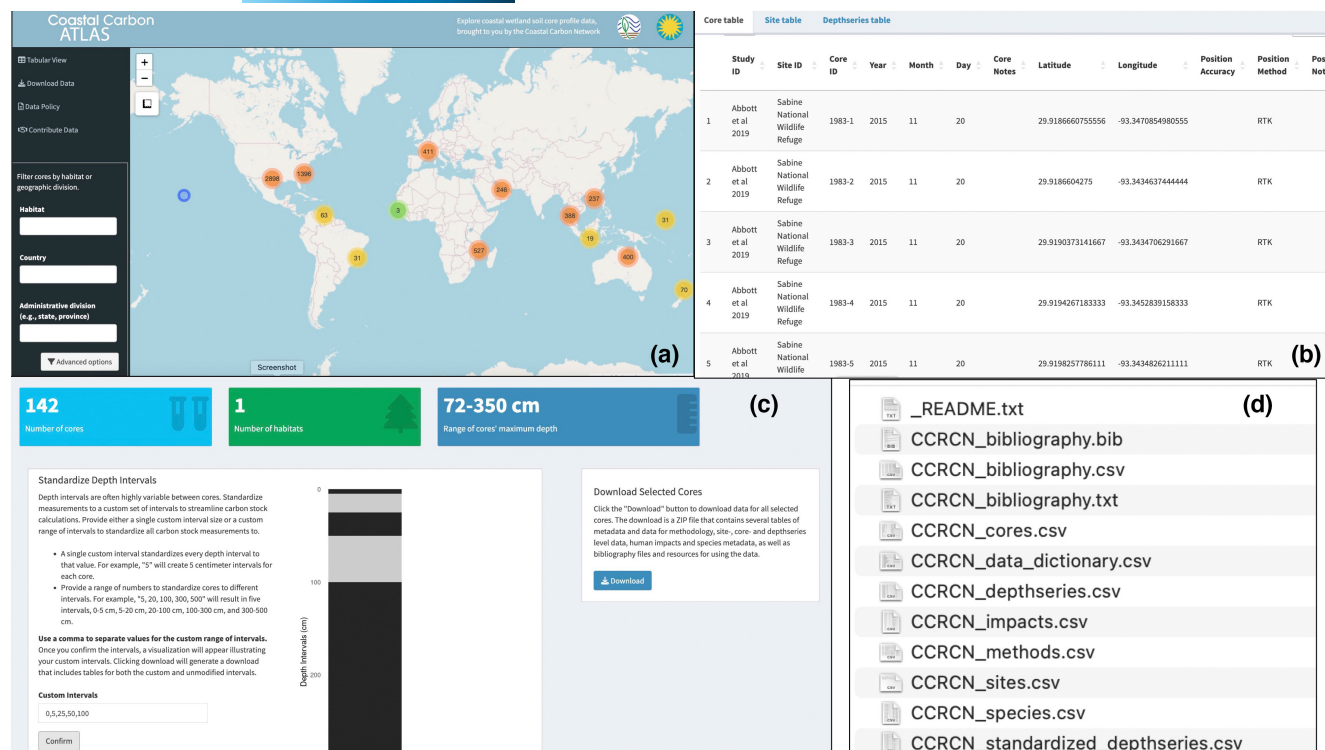 Coastal Carbon
ATLAS
Explore coastal wetland soil core profile data,
brought to you by the Coastal Carbon Network
Tabular View
Download Data
Data Policy
Contribute Data
Filter cores by habitat or
geographic division.
Habitat
Country
Administrative division
(e.g., state, province)
Advanced options
+
−
2898
1396
411
246
237
388
63
3
31
19
31
527
400
70
Screenshot
(a)
Core table Site table Depthseries table
Study ID Site ID Core ID Year Month Day Core Notes Latitude Longitude Position Accuracy Position Method Pos Not
1 Abbott et al 2019 Sabine National Wildlife Refuge 1983-1 2015 11 20 29.9186660755556 -93.3470854980555 RTK
2 Abbott et al 2019 Sabine National Wildlife Refuge 1983-2 2015 11 20 29.9186604275 -93.3434637444444 RTK
3 Abbott et al 2019 Sabine National Wildlife Refuge 1983-3 2015 11 20 29.9190373141667 -93.3434706291667 RTK
4 Abbott et al 2019 Sabine National Wildlife Refuge 1983-4 2015 11 20 29.9194267183333 -93.3452839158333 RTK
5 Abbott et al 2019 Sabine National Wildlife 1983-5 2015 11 20 29.9198257786111 -93.3434826211111 RTK
(b)
142
Number of cores
1
Number of habitats
72-350 cm
Range of cores' maximum depth
(c)
Standardize Depth Intervals
Depth intervals are often highly variable between cores. Standardize
measurements to a custom set of intervals to streamline carbon stock
calculations. Provide either a single custom interval size or a custom
range of intervals to standardize all carbon stock measurements to.
• A single custom interval standardizes every depth interval to
that value. For example, "5" will create 5 centimeter intervals for
each core.
• Provide a range of numbers to standardize cores to different
intervals. For example, "5, 20, 100, 300, 500" will result in five
intervals, 0-5 cm, 5-20 cm, 20-100 cm, 100-300 cm, and 300-500
cm.
Use a comma to separate values for the custom range of intervals.
Once you confirm the intervals, a visualization will appear illustrating
your custom intervals. Clicking download will generate a download
that includes tables for both the custom and unmodified intervals.
Custom Intervals
0,5,25,50,100
Confirm
0
100
200
Depth Intervals (cm)
Download Selected Cores
Click the "Download" button to download data for all selected
cores. The download is a ZIP file that contains several tables of
metadata and data for methodology, site-, core- and depthseries
level data, human impacts and species metadata, as well as
bibliography files and resources for using the data.
Download
(d)
_README.txt
CCRCN_bibliography.bib
CCRCN_bibliography.csv
CCRCN_bibliography.txt
CCRCN_cores.csv
CCRCN_data_dictionary.csv
CCRCN_depthseries.csv
CCRCN_impacts.csv
CCRCN_methods.csv
CCRCN_sites.csv
CCRCN_species.csv
CCRCN_standardized_depthseries.csv